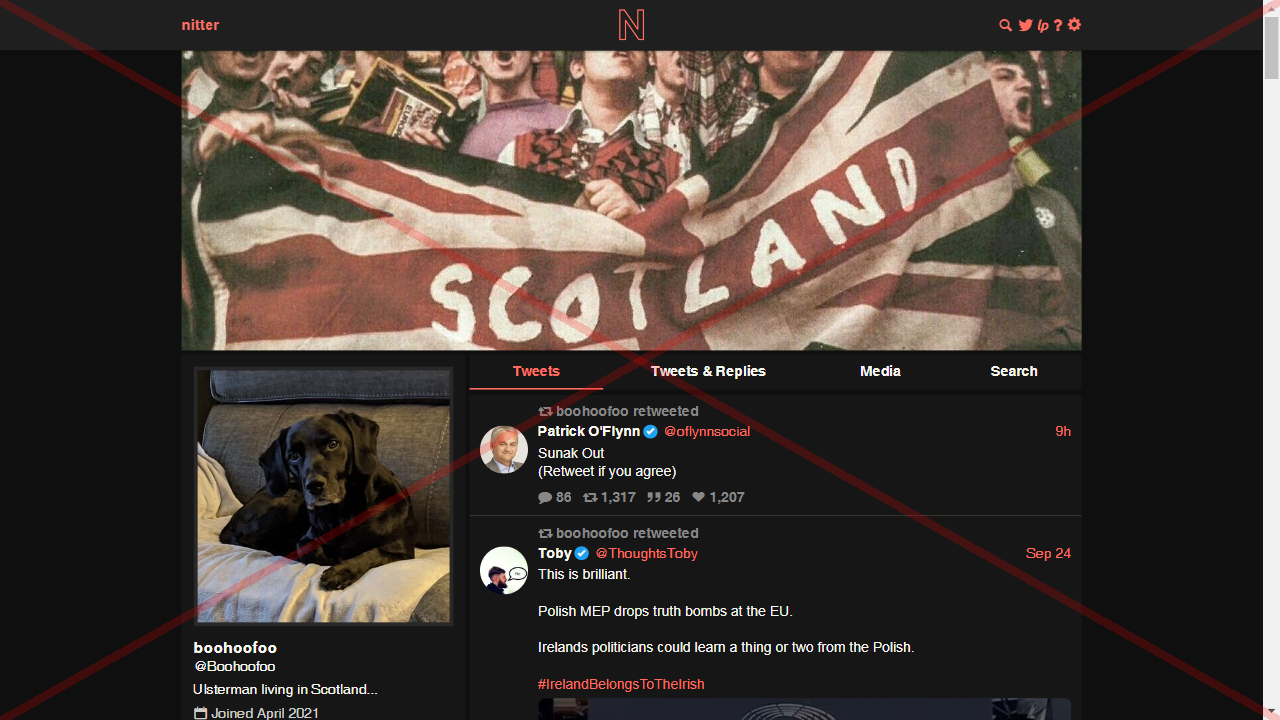 nitter
N
lp ?
SCOTLAND
Tweets
Tweets & Replies
Media
Search
boohoofoo retweeted
Patrick O'Flynn @oflynnsocial 9h
Sunak Out
(Retweet if you agree)
86 1,317 26 1,207
boohoofoo retweeted
Toby @ThoughtsToby Sep 24
This is brilliant.
Polish MEP drops truth bombs at the EU.
Irelands politicians could learn a thing or two from the Polish.
#IrelandBelongsToTheIrish
boohoofoo
@Boohoofoo
Ulsterman living in Scotland...
Joined April 2021